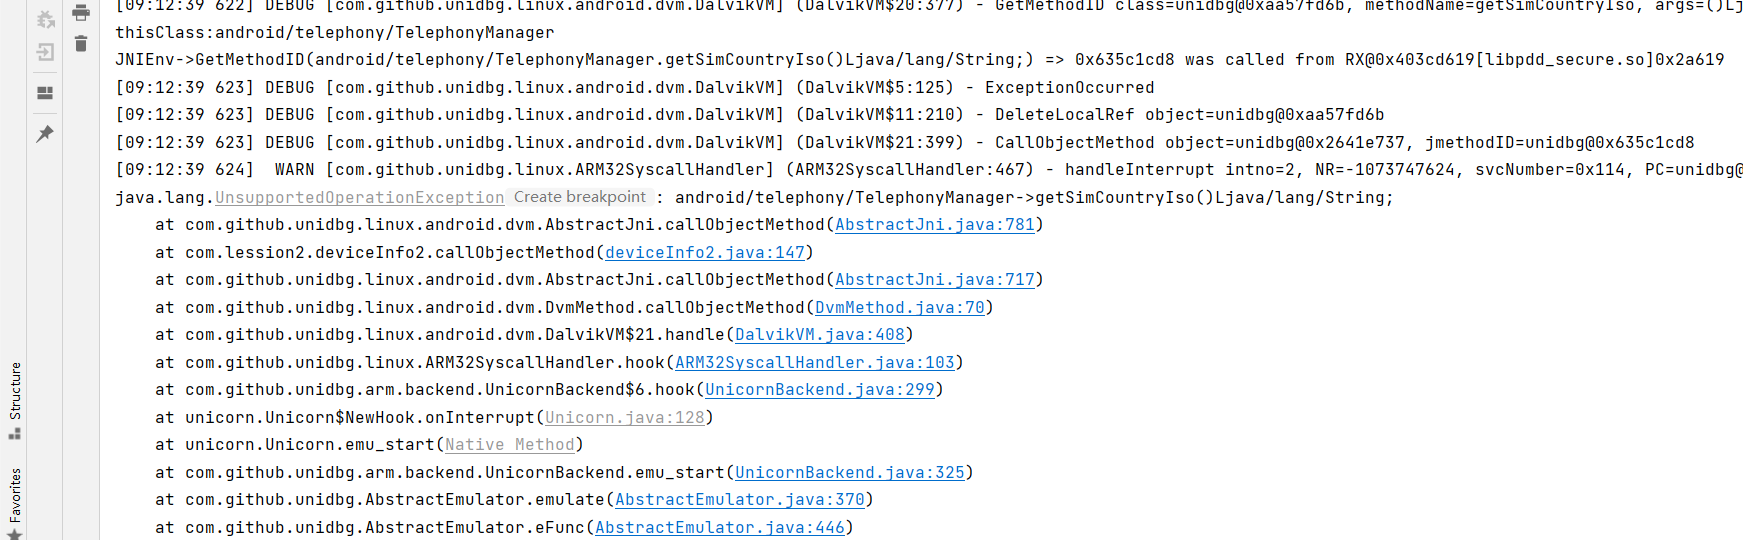 [09:12:39 622] DEBUG [com.github.unidbg.linux.android.dvm.DalvikVM] (DalvikVM$20:377) - GetMethodID class=unidbg@0xaa57fd6b, methodName=getSimCountryIso, args=()Lj
thisClass:android/telephony/TelephonyManager
JNIEnv->GetMethodID(android/telephony/TelephonyManager.getSimCountryIso()Ljava/lang/String;) => 0x635c1cd8 was called from RX@0x403cd619[libpdd_secure.so]0x2a619
[09:12:39 623] DEBUG [com.github.unidbg.linux.android.dvm.DalvikVM] (DalvikVM$5:125) - ExceptionOccurred
[09:12:39 623] DEBUG [com.github.unidbg.linux.android.dvm.DalvikVM] (DalvikVM$11:210) - DeleteLocalRef object=unidbg@0xaa57fd6b
[09:12:39 623] DEBUG [com.github.unidbg.linux.android.dvm.DalvikVM] (DalvikVM$21:399) - CallObjectMethod object=unidbg@0x2641e737, jmethodID=unidbg@0x635c1cd8
[09:12:39 624]  WARN [com.github.unidbg.linux.ARM32SyscallHandler] (ARM32SyscallHandler:467) - handleInterrupt intno=2, NR=-1073747624, svcNumber=0x114, PC=unidbg@
java.lang.UnsupportedOperationException Create breakpoint : android/telephony/TelephonyManager->getSimCountryIso()Ljava/lang/String;
at com.github.unidbg.linux.android.dvm.AbstractJni.callObjectMethod(AbstractJni.java:781)
at com.lession2.deviceInfo2.callObjectMethod(deviceInfo2.java:147)
at com.github.unidbg.linux.android.dvm.AbstractJni.callObjectMethod(AbstractJni.java:717)
at com.github.unidbg.linux.android.dvm.DvmMethod.callObjectMethod(DvmMethod.java:70)
at com.github.unidbg.linux.android.dvm.DalvikVM$21.handle(DalvikVM.java:408)
at com.github.unidbg.linux.ARM32SyscallHandler.hook(ARM32SyscallHandler.java:103)
at com.github.unidbg.arm.backend.UnicornBackend$6.hook(UnicornBackend.java:299)
at unicorn.Unicorn$NewHook.onInterrupt(Unicorn.java:128)
at unicorn.Unicorn.emu_start(Native Method)
at com.github.unidbg.arm.backend.UnicornBackend.emu_start(UnicornBackend.java:325)
at com.github.unidbg.AbstractEmulator.emulate(AbstractEmulator.java:370)
at com.github.unidbg.AbstractEmulator.eFunc(AbstractEmulator.java:446)
Structure
Favorites